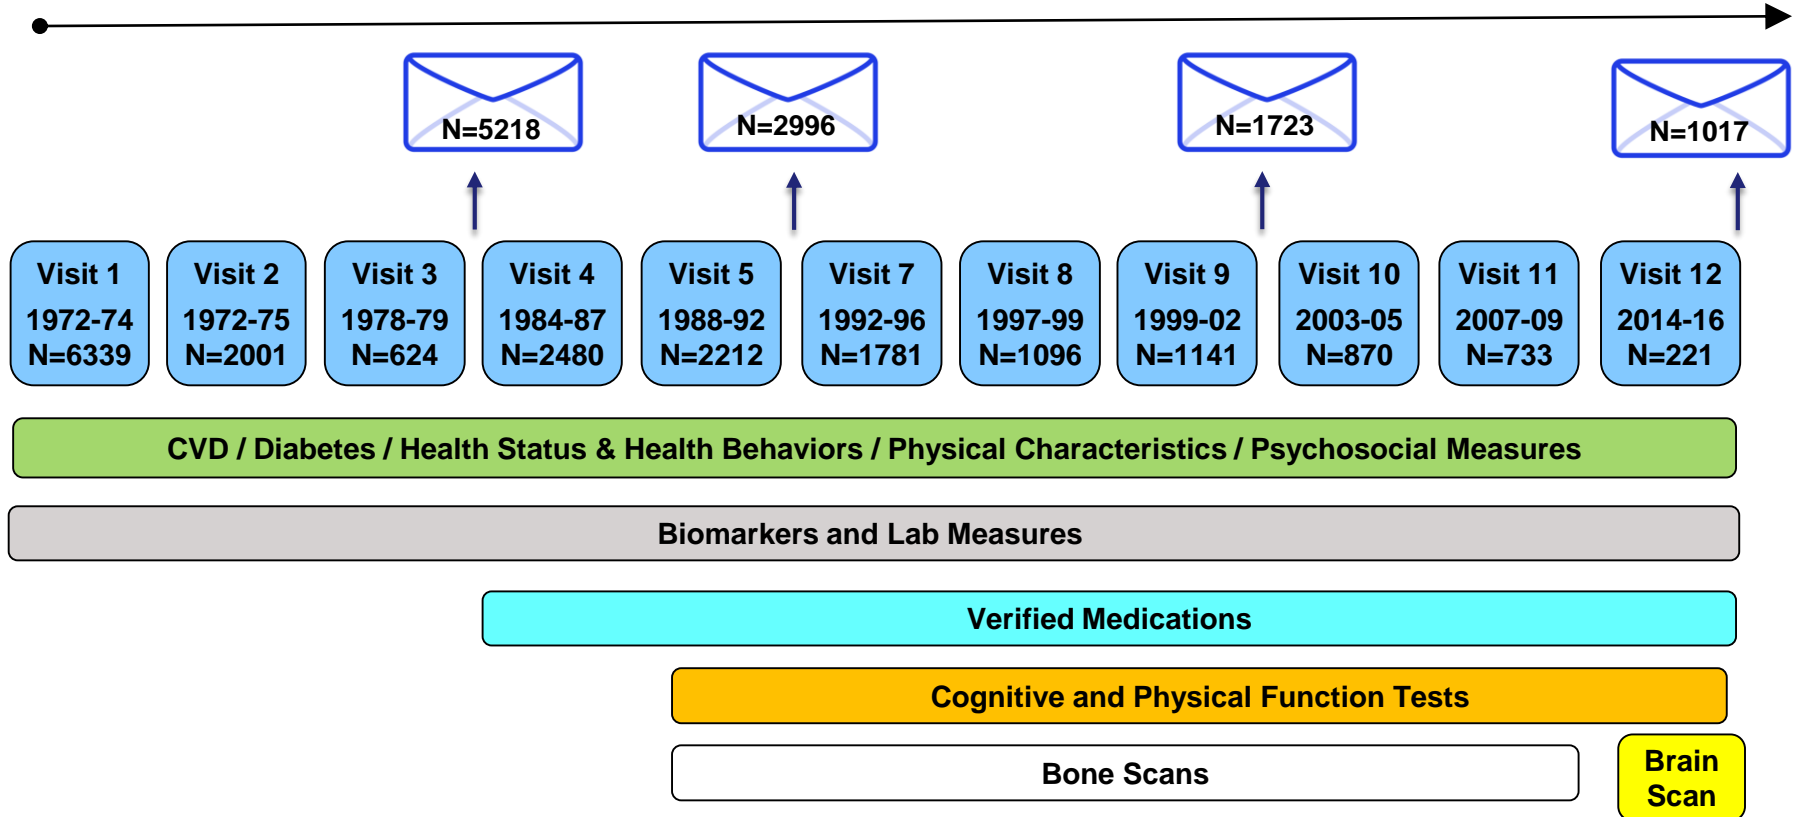 N=5218
N=2996
N=1723
N=1017
Visit 1
1972-74
N=6339
Visit 2
1972-75
N=2001
Visit 3
1978-79
N=624
Visit 4
1984-87
N=2480
Visit 5
1988-92
N=2212
Visit 7
1992-96
N=1781
Visit 8
1997-99
N=1096
Visit 9
1999-02
N=1141
Visit 10
2003-05
N=870
Visit 11
2007-09
N=733
Visit 12
2014-16
N=221
CVD / Diabetes / Health Status & Health Behaviors / Physical Characteristics / Psychosocial Measures
Biomarkers and Lab Measures
Verified Medications
Cognitive and Physical Function Tests
Bone Scans
Brain
Scan